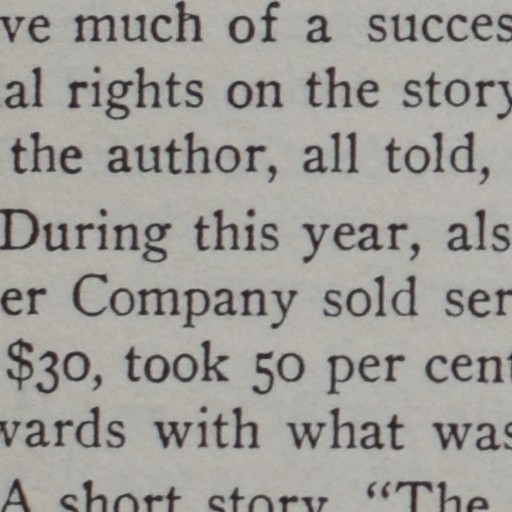 ve much of a succes
al rights on the story
the author, all told,
During this year, als
er Company sold ser
$30, took 50 per cent
wards with what was
A short story "The